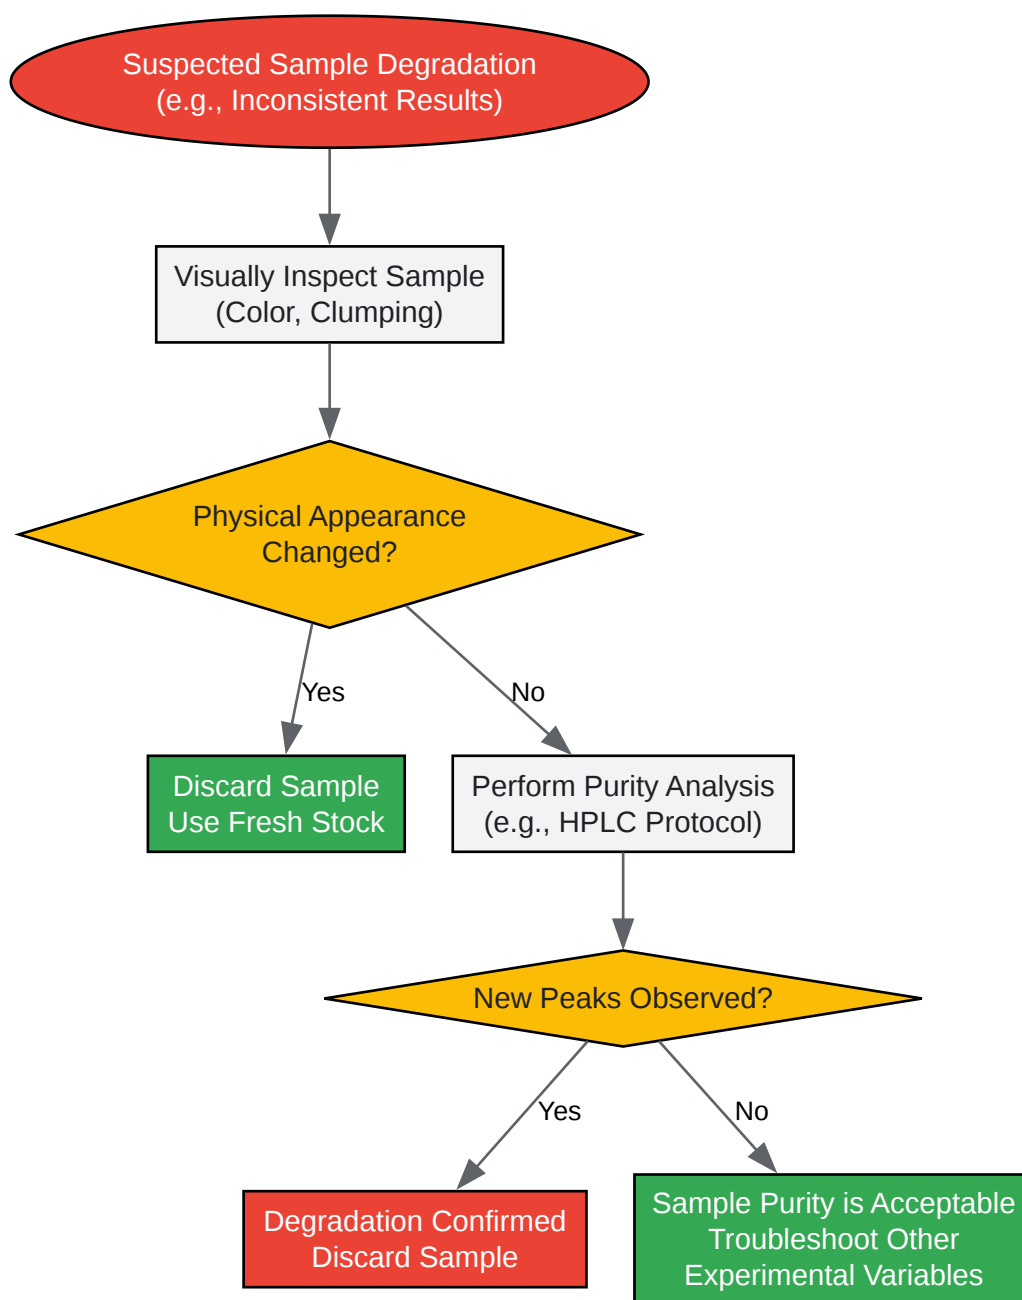 Suspected Sample Degradation
(e.g., Inconsistent Results)
Visually Inspect Sample
(Color, Clumping)
Physical Appearance
Changed?
Yes
No
Discard Sample
Use Fresh Stock
Perform Purity Analysis
(e.g., HPLC Protocol)
New Peaks Observed?
Yes
No
Degradation Confirmed
Discard Sample
Sample Purity is Acceptable
Troubleshoot Other
Experimental Variables